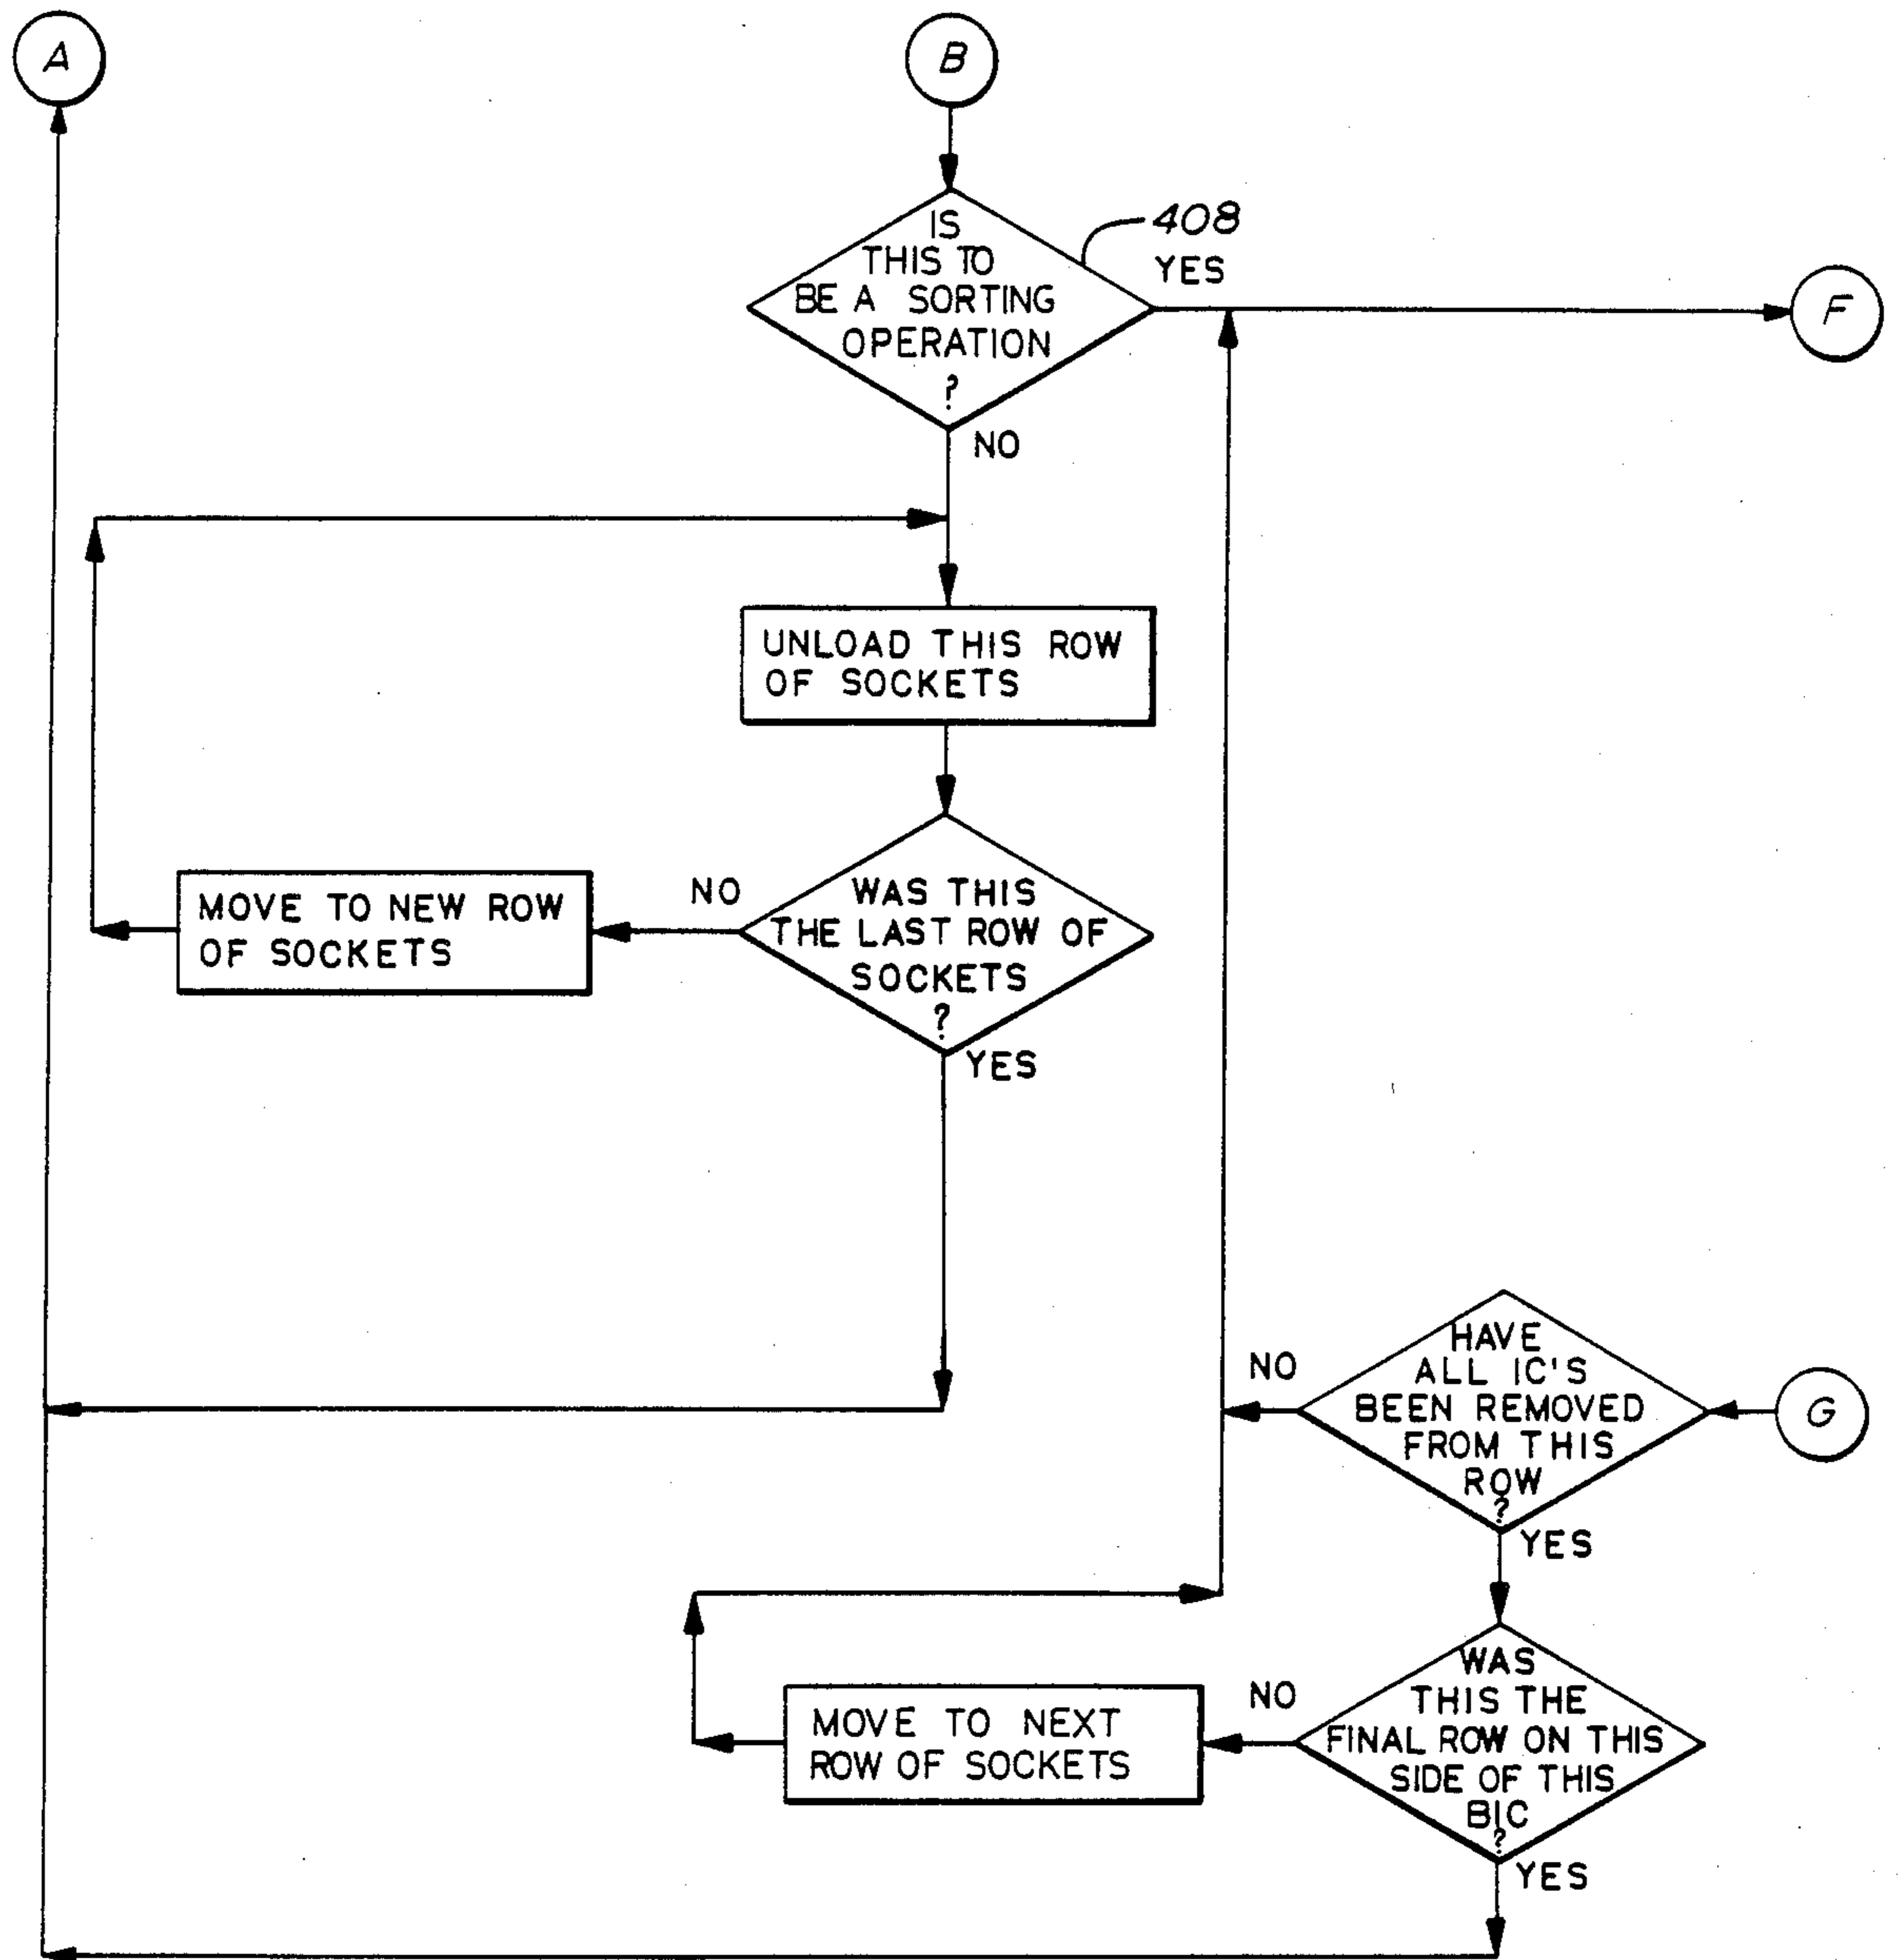 A
B
IS
THIS TO
BE A SORTING
OPERATION
?
408
YES
F
NO
UNLOAD THIS ROW
OF SOCKETS
MOVE TO NEW ROW
OF SOCKETS
NO
WAS THIS
THE LAST ROW OF
SOCKETS
?
YES
HAVE
ALL IC'S
BEEN REMOVED
FROM THIS
ROW
?
NO
G
YES
MOVE TO NEXT
ROW OF SOCKETS
NO
WAS
THIS THE
FINAL ROW ON THIS
SIDE OF THIS
BIC
?
YES